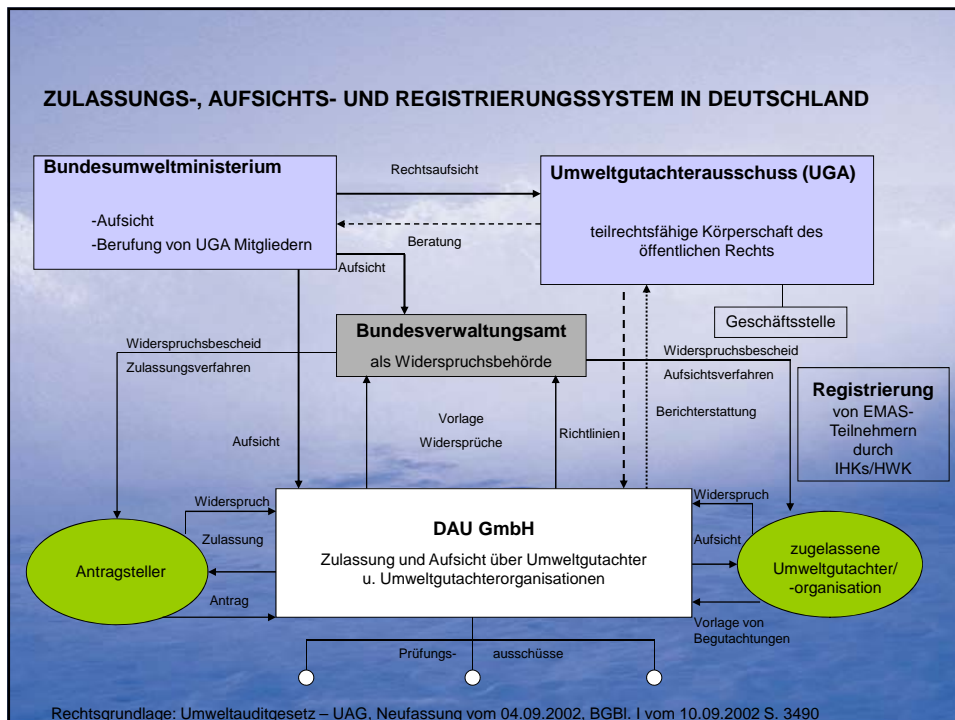 ZULASSUNGS-, AUFSICHTS- UND REGISTRIERUNGSSYSTEM IN DEUTSCHLAND
Bundesumweltministerium
-Aufsicht
-Berufung von UGA Mitgliedern
Rechtsaufsicht
Beratung
Umweltgutachterausschuss (UGA)
teilrechtsfähige Körperschaft des
öffentlichen Rechts
Aufsicht
Geschäftsstelle
Bundesverwaltungsamt
als Widerspruchsbehörde
Widerspruchsbescheid
Zulassungsverfahren
Widerspruchsbescheid
Aufsichtsverfahren
Registrierung
von EMAS-
Teilnehmern
durch
IHKs/HWK
Aufsicht
Vorlage
Widersprüche
Richtlinien
Berichterstattung
Widerspruch
Zulassung
Antragsteller
Antrag
DAU GmbH
Zulassung und Aufsicht über Umweltgutachter
u. Umweltgutachterorganisationen
Widerspruch
Aufsicht
zugelassene
Umweltgutachter/
-organisation
Vorlage von
Begutachtungen
Prüfungs- ausschüsse
Rechtsgrundlage: Umweltauditgesetz – UAG, Neufassung vom 04.09.2002, BGBl. I vom 10.09.2002 S. 3490